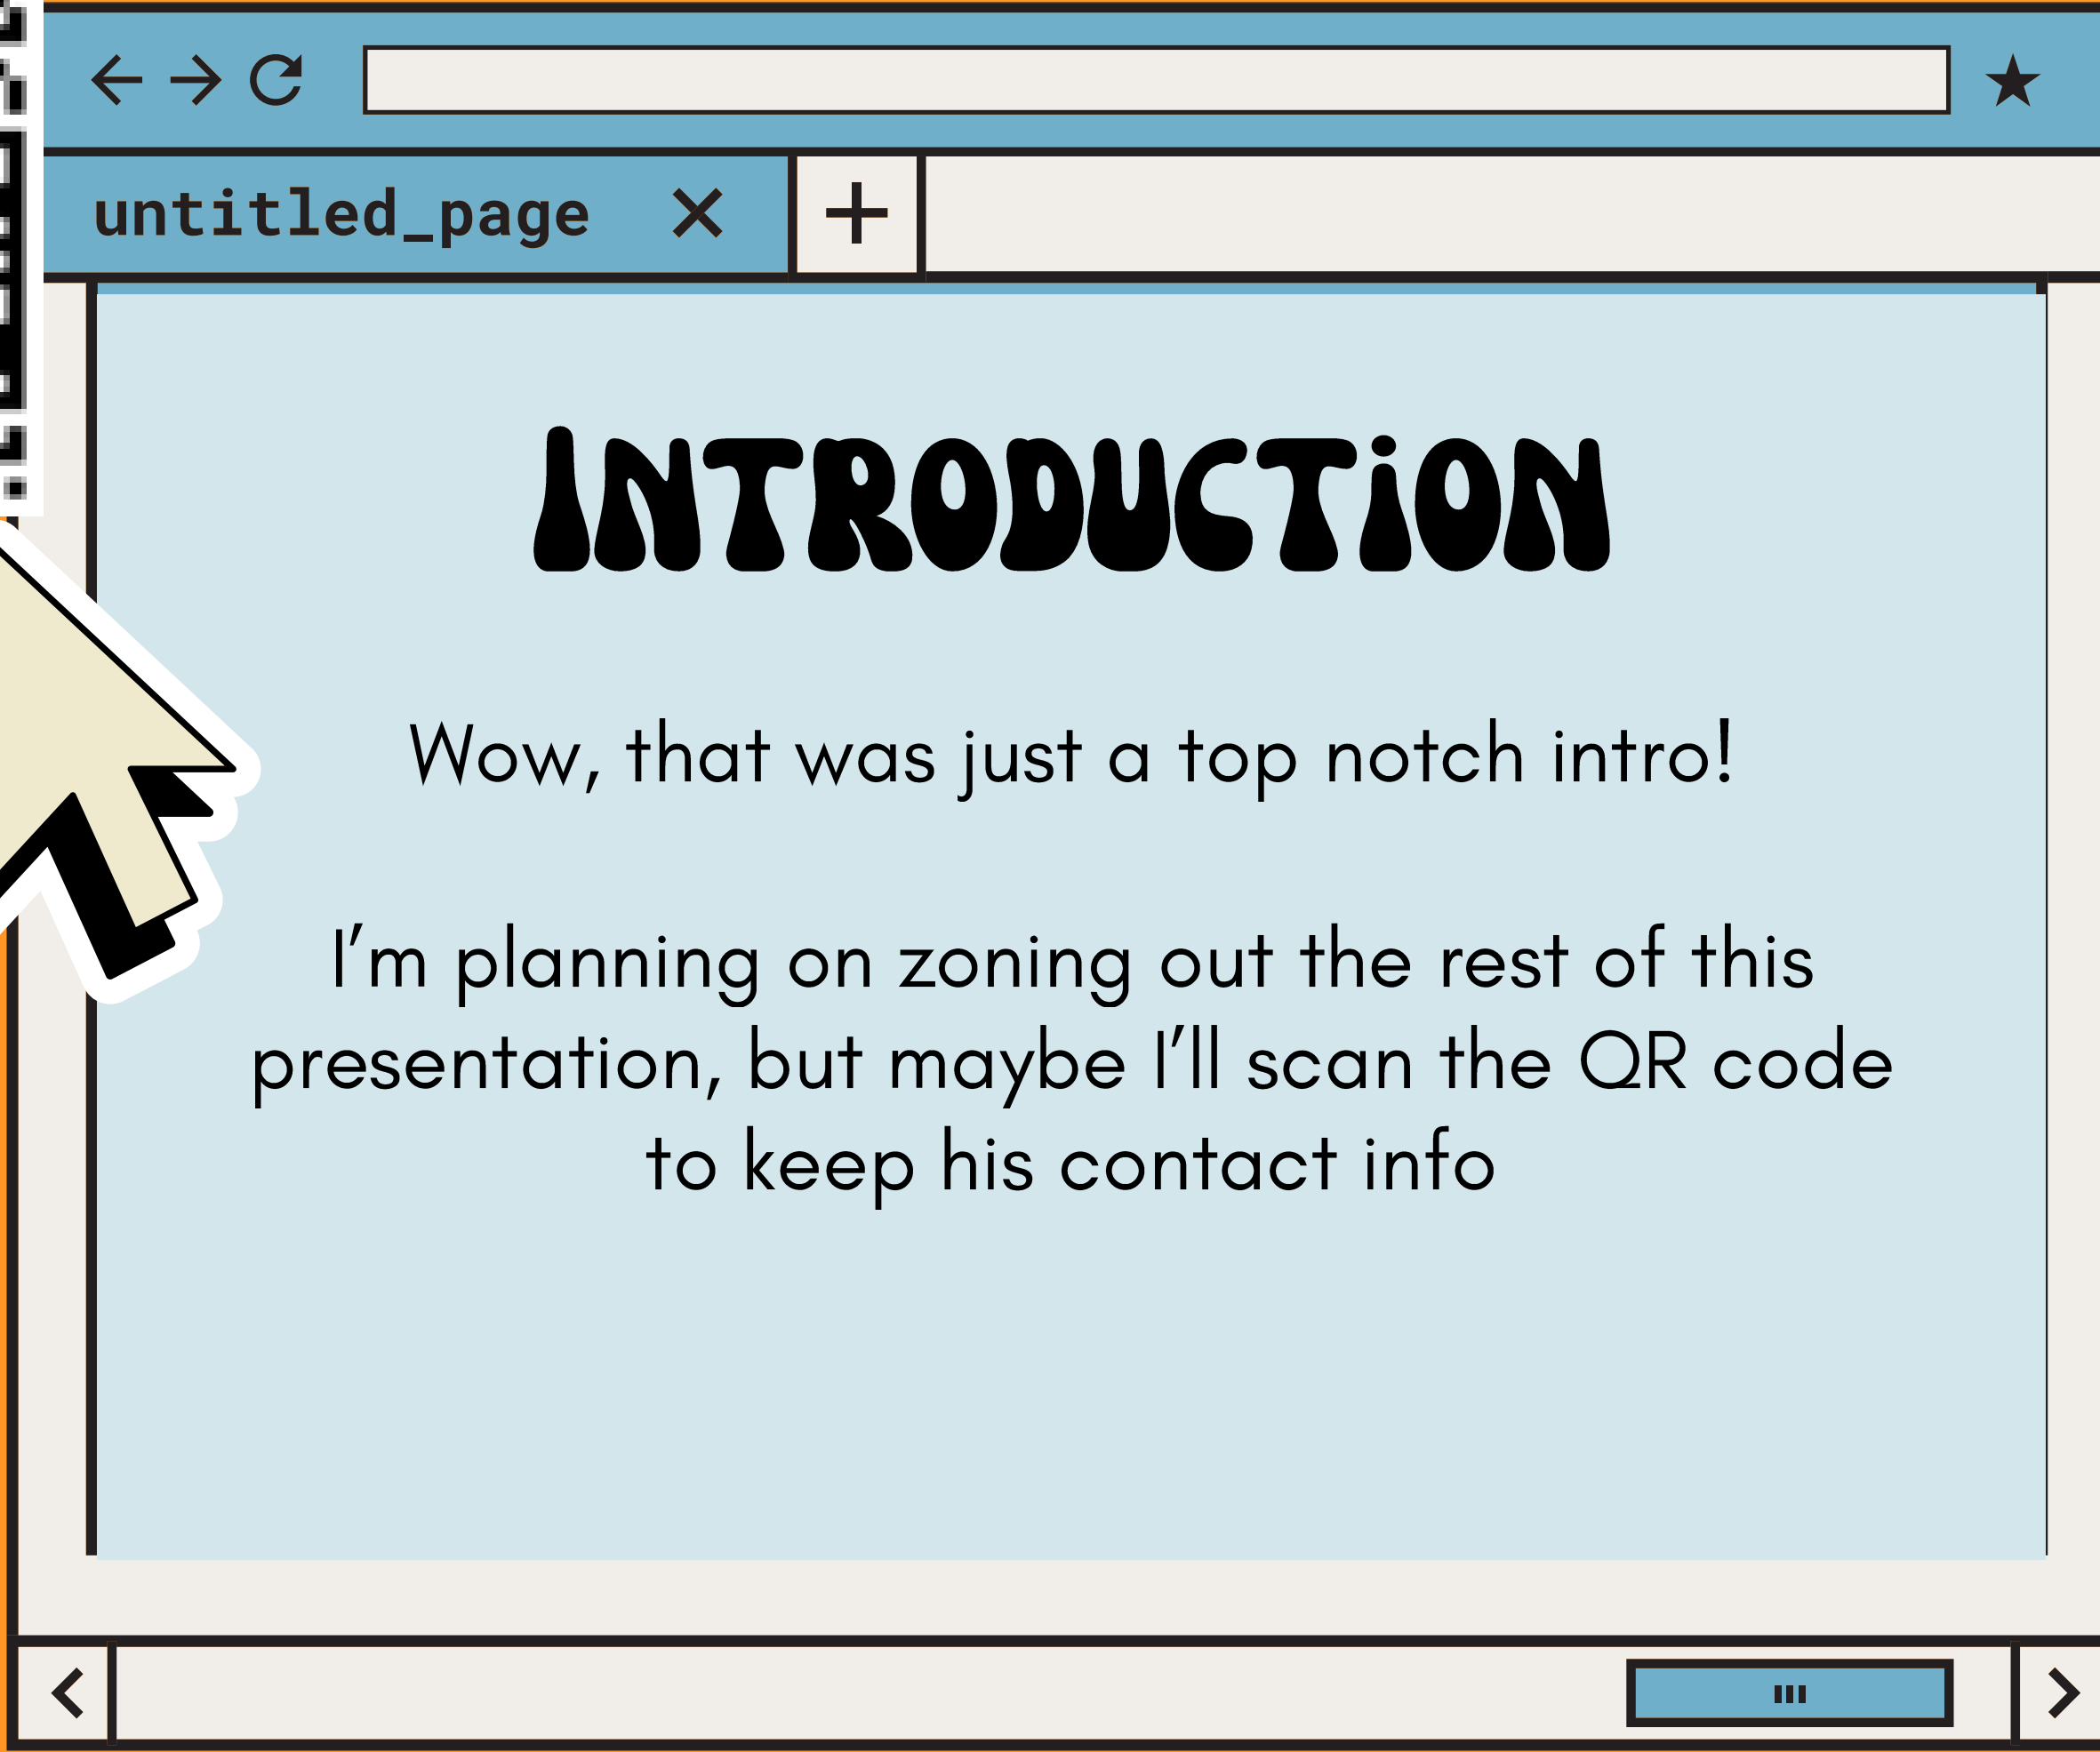 untitled_page
INTRODUCTiON
Wow, that was just a top notch intro!
I'm planning on zoning out the rest of this
presentation, but maybe I'll scan the QR code
to keep his contact info